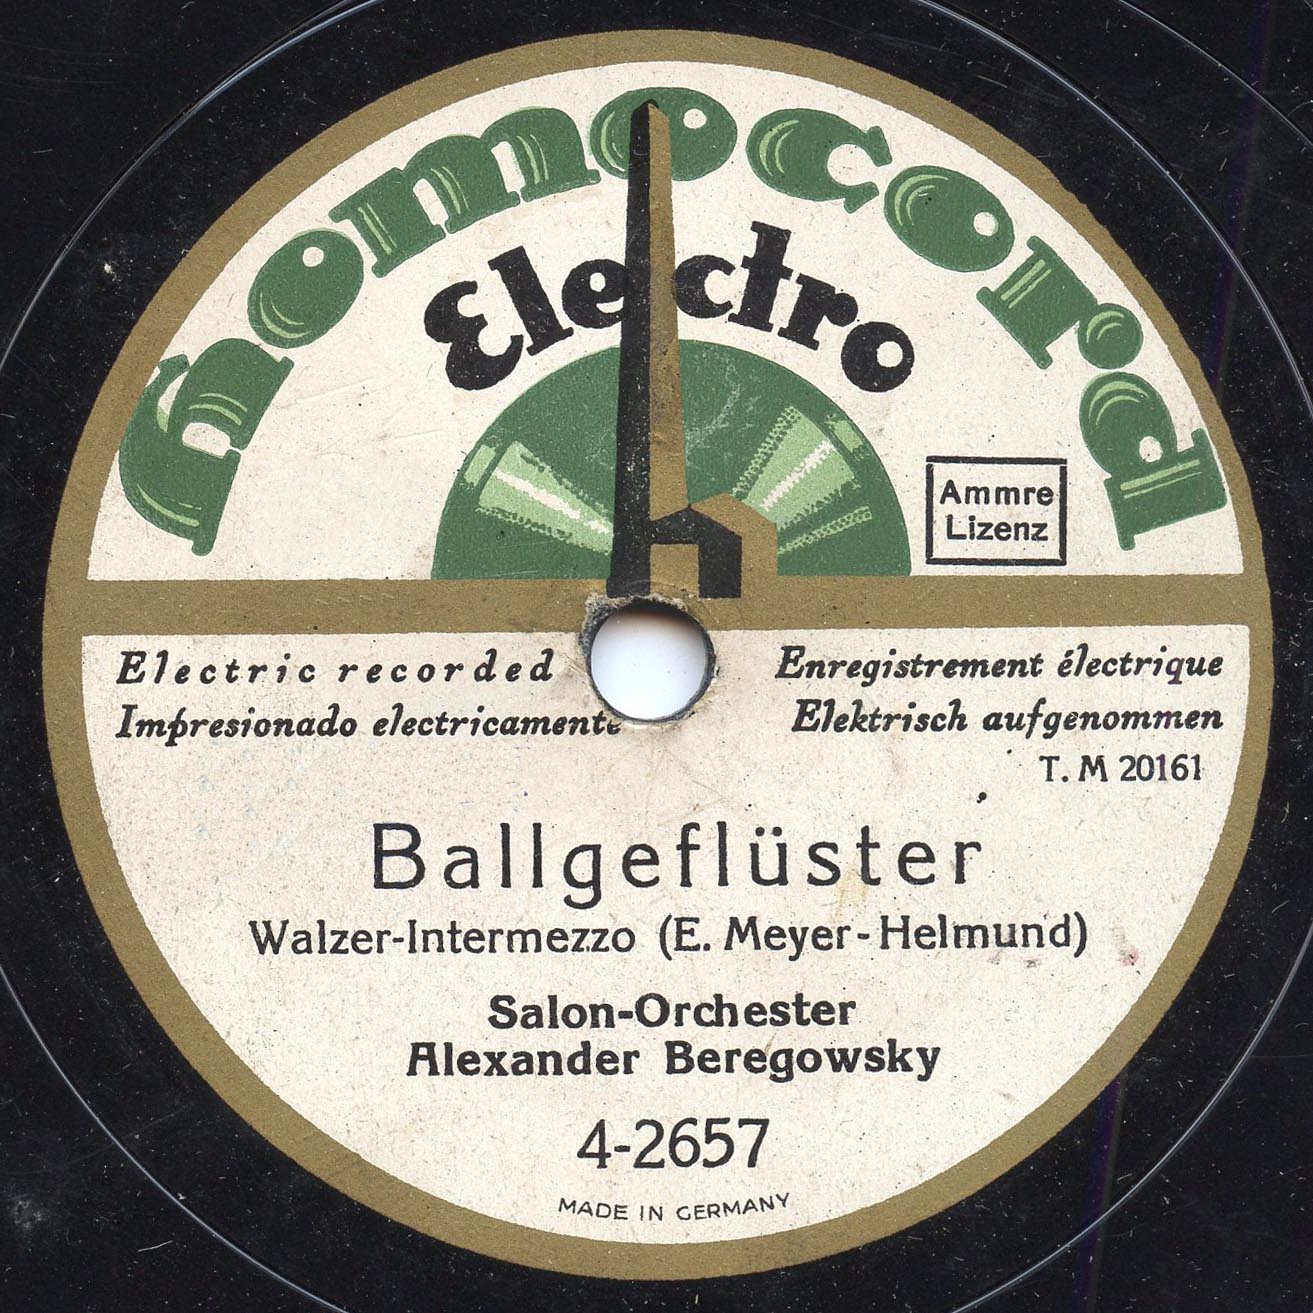 homocord
Electro
Ammre
Lizenz
Electric recorded
Impresionado electricamente
Enregistrement électrique
Elektrisch aufgenommen
T. M 20161
Ballgeflüster
Walzer-Intermezzo (E. Meyer-Helmund)
Salon-Orchester
Alexander Beregowsky
4-2657
MADE IN GERMANY